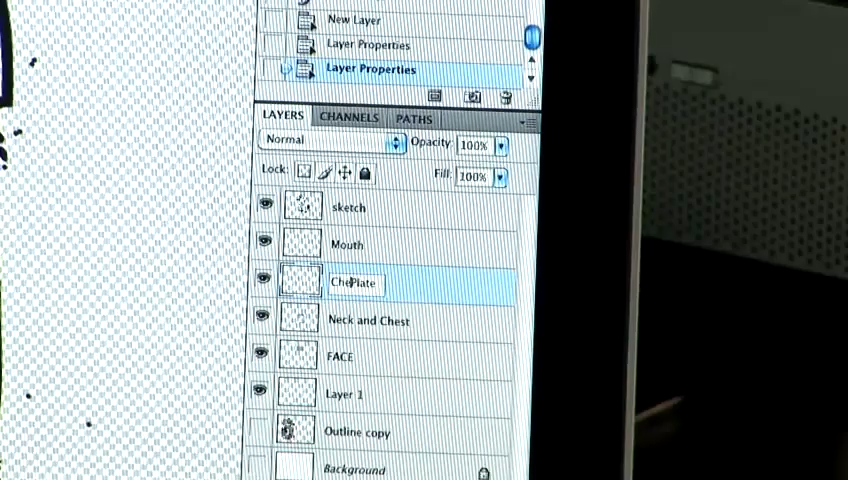 New Layer
Layer Properties
Layer Properties
LAYERS CHANNELS PATHS
Normal Opacity: 100%
Lock: Fill: 100%
sketch
Mouth
ChePlate
Neck and Chest
FACE
Layer 1
Outline copy
Background